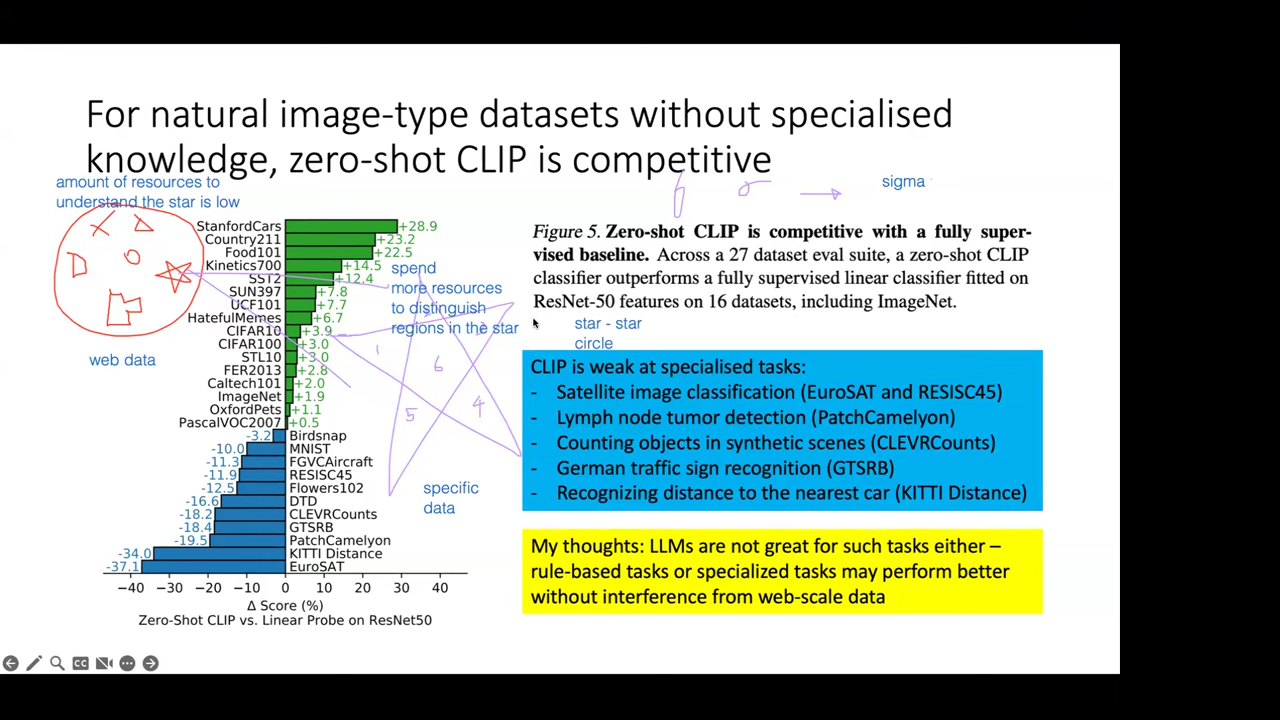 For natural image-type datasets without specialised
knowledge, zero-shot CLIP is competitive
amount of resources to
understand the star is low
sigma
web data
StanfordCars +28.9
Country211 +23.2
Food101 +22.5
Kinetics700 +14.5
SST2 +12.4
SUN397 +7.8
UCF101 +7.7
HatefulMemes +6.7
CIFAR10 +3.9
CIFAR100 +3.0
STL10 +3.0
FER2013 +2.8
Caltech101 +2.0
ImageNet +1.9
OxfordPets +1.1
PascalVOC2007 +0.5
-3.2 Birdsnap
-10.0 MNIST
-11.3 FGVCAircraft
-11.9 RESISC45
-12.5 Flowers102
-16.6 DTD
-18.2 CLEVRCounts
-18.4 GTSRB
-19.5 PatchCamelyon
-34.0 KITTI Distance
-37.1 EuroSAT
−40 −30 −20 −10 0 10 20 30 40
Δ Score (%)
Zero-Shot CLIP vs. Linear Probe on ResNet50
spend
more resources
to distinguish
regions in the star
1
6
5
4
specific
data
Figure 5. Zero-shot CLIP is competitive with a fully super-
vised baseline. Across a 27 dataset eval suite, a zero-shot CLIP
classifier outperforms a fully supervised linear classifier fitted on
ResNet-50 features on 16 datasets, including ImageNet.
star - star
circle
CLIP is weak at specialised tasks:
- Satellite image classification (EuroSAT and RESISC45)
- Lymph node tumor detection (PatchCamelyon)
- Counting objects in synthetic scenes (CLEVRCounts)
- German traffic sign recognition (GTSRB)
- Recognizing distance to the nearest car (KITTI Distance)
My thoughts: LLMs are not great for such tasks either –
rule-based tasks or specialized tasks may perform better
without interference from web-scale data
CC